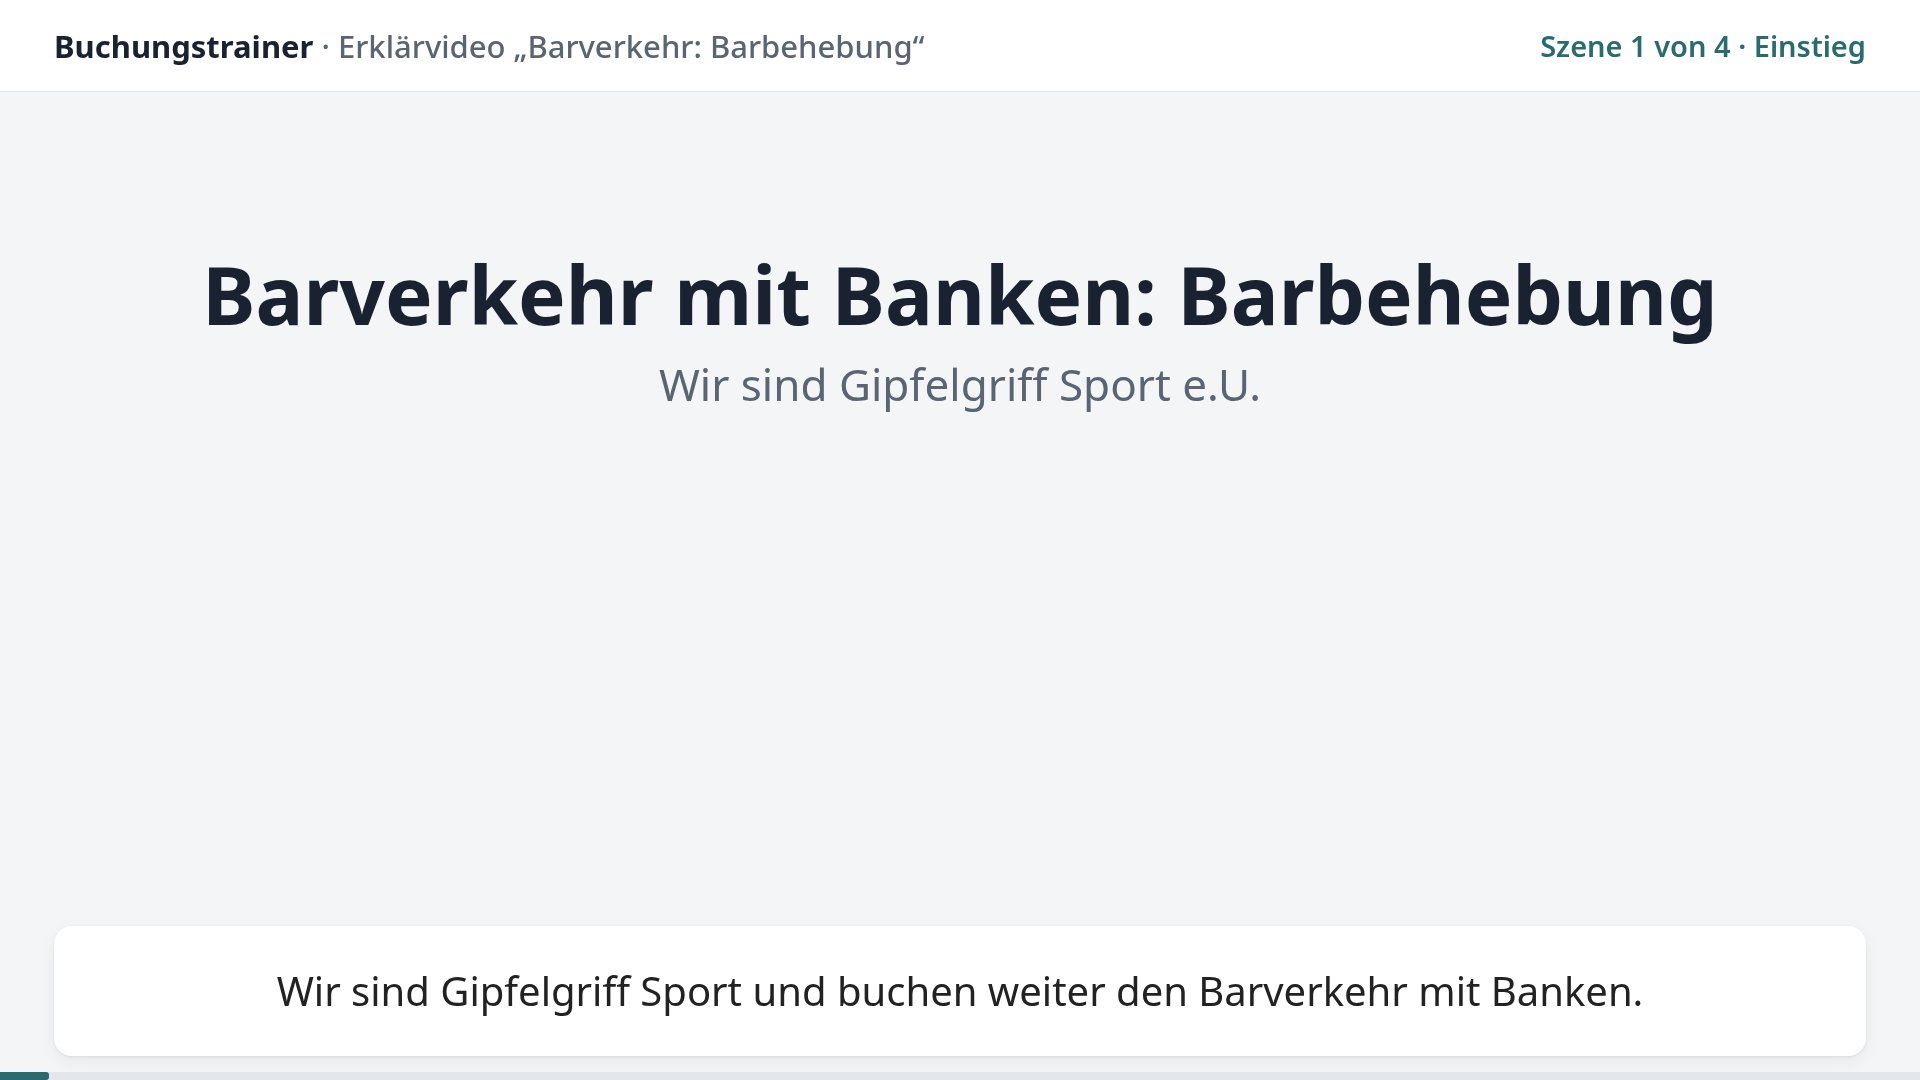 Buchungstrainer · Erklärvideo „Barverkehr: Barbehebung“
Szene 1 von 4 · Einstieg
Barverkehr mit Banken: Barbehebung
Wir sind Gipfelgriff Sport e.U.
Wir sind Gipfelgriff Sport und buchen weiter den Barverkehr mit Banken.